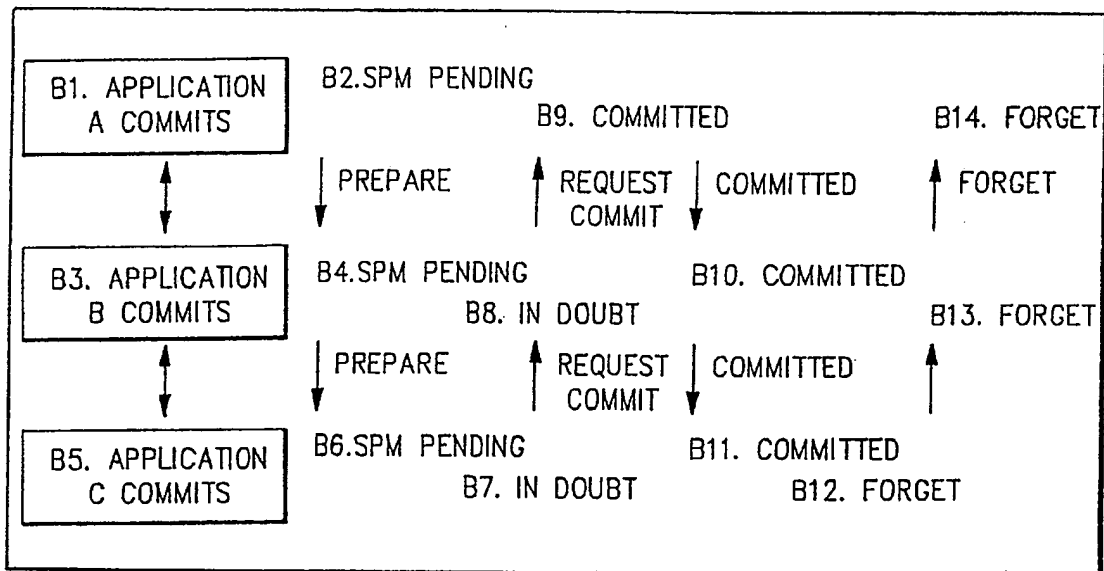 B1. APPLICATION
A COMMITS
B2.SPM PENDING
B9. COMMITTED
B14. FORGET
PREPARE
REQUEST
COMMIT
COMMITTED
FORGET
B3. APPLICATION
B COMMITS
B4.SPM PENDING
B8. IN DOUBT
B10. COMMITTED
B13. FORGET
PREPARE
REQUEST
COMMIT
COMMITTED
B5. APPLICATION
C COMMITS
B6.SPM PENDING
B7. IN DOUBT
B11. COMMITTED
B12. FORGET